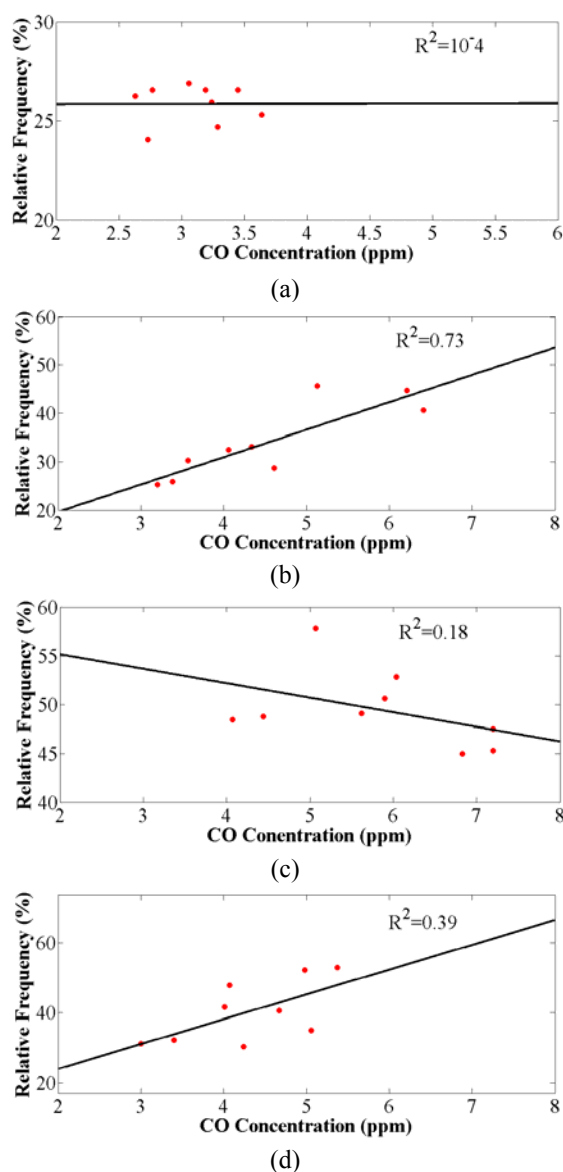 Relative Frequency (%)
30
25
20
R²=10⁻4
2 2.5 3 3.5 4 4.5 5 5.5 6
CO Concentration (ppm)
(a)
Relative Frequency (%)
60
50
40
30
20
R²=0.73
2 3 4 5 6 7 8
CO Concentration (ppm)
(b)
Relative Frequency (%)
60
55
50
45
40
R²=0.18
2 3 4 5 6 7 8
CO Conentration (ppm)
(c)
Relative Frequency (%)
60
40
20
R²=0.39
2 3 4 5 6 7 8
CO Concentration (ppm)
(d)